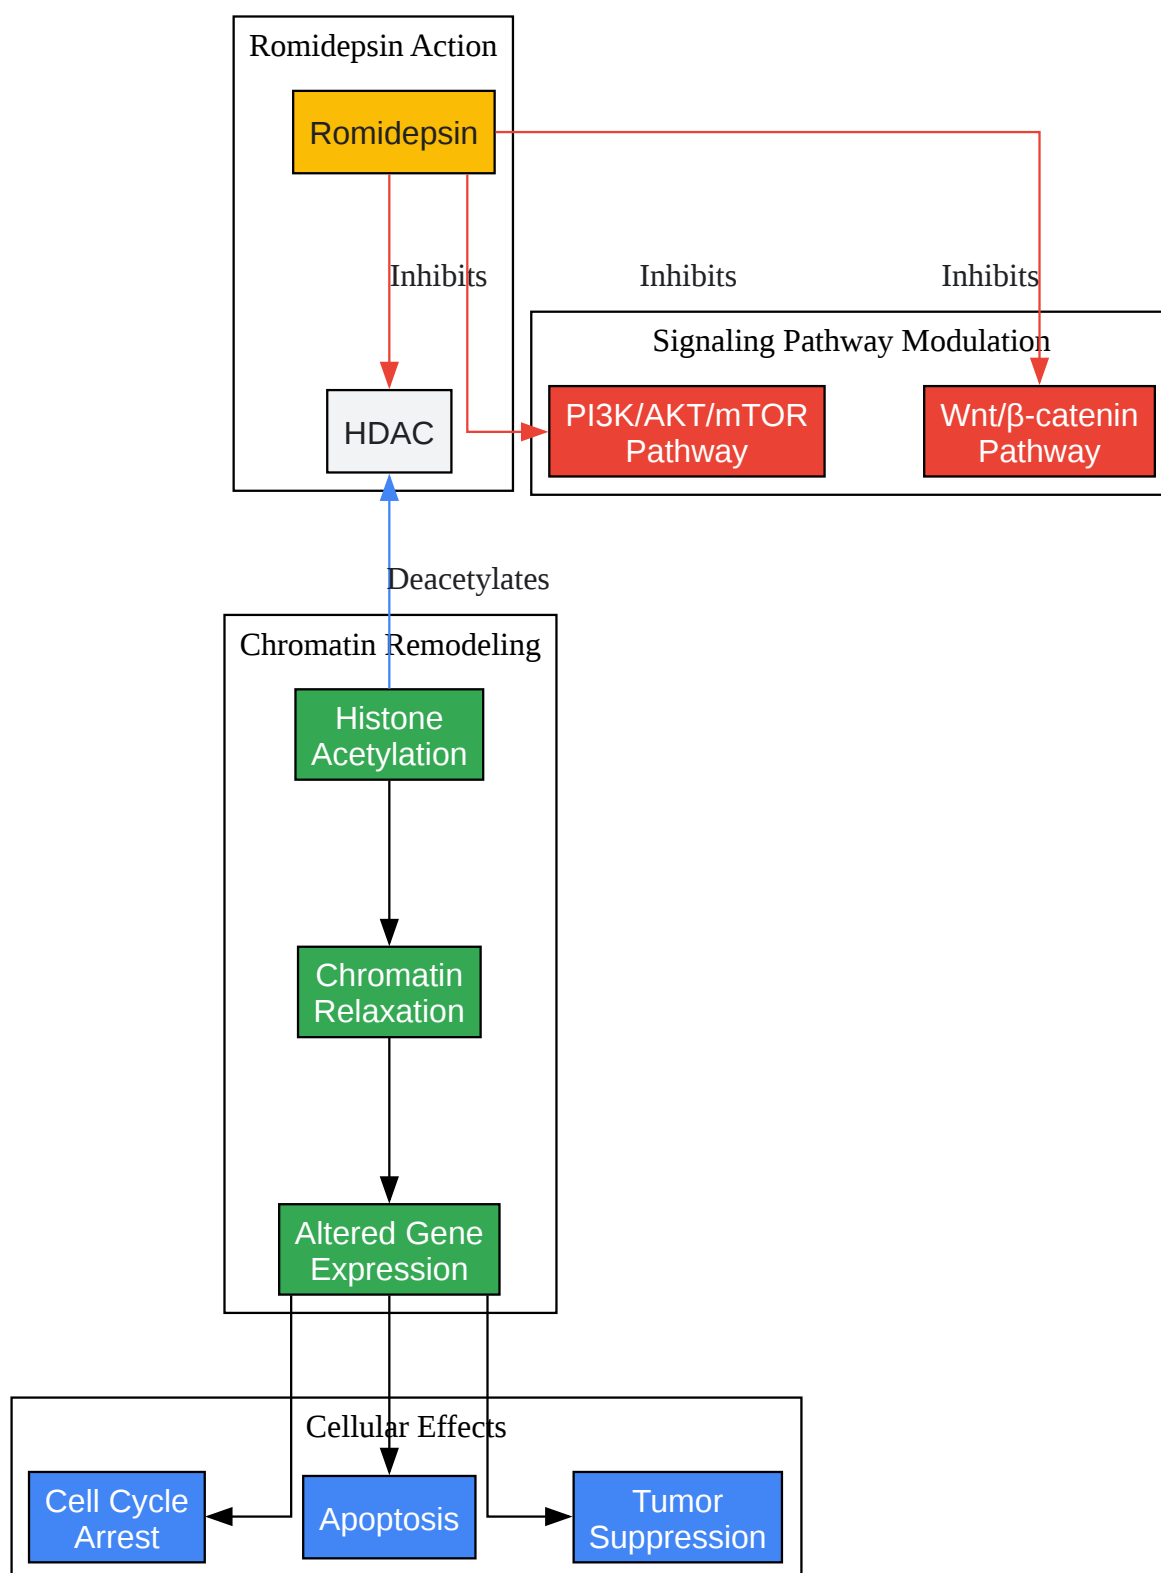 Romidepsin Action
Romidepsin
Inhibits
Inhibits
Inhibits
Signaling Pathway Modulation
HDAC
PI3K/AKT/mTOR
Pathway
Wnt/β-catenin
Pathway
Deacetylates
Chromatin Remodeling
Histone
Acetylation
Chromatin
Relaxation
Altered Gene
Expression
Cellular Effects
Cell Cycle
Arrest
Apoptosis
Tumor
Suppression